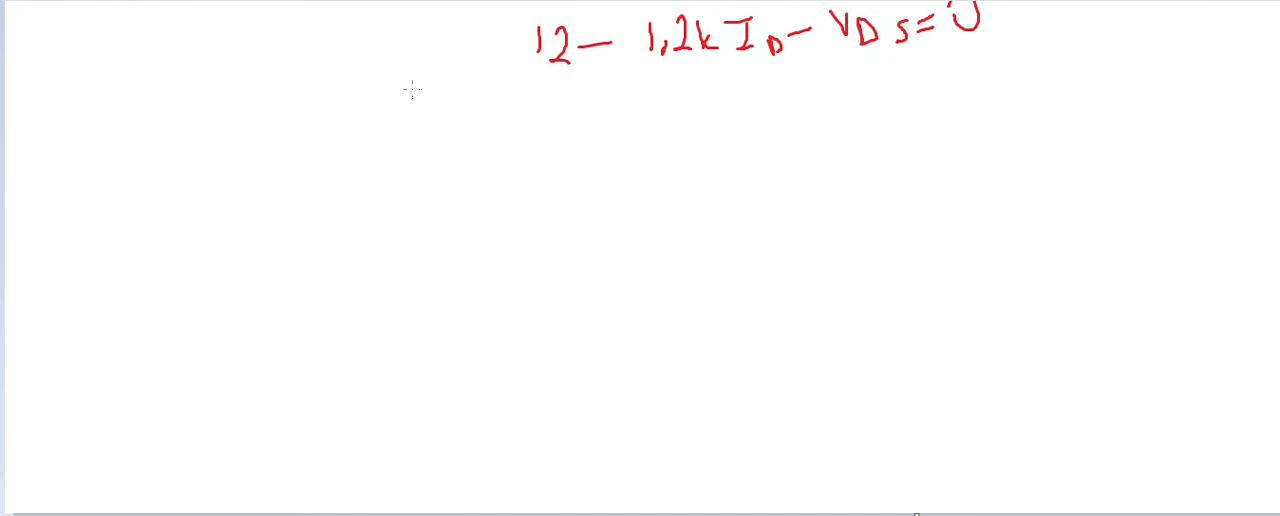 12 - 1,2k ID - VDS = 0